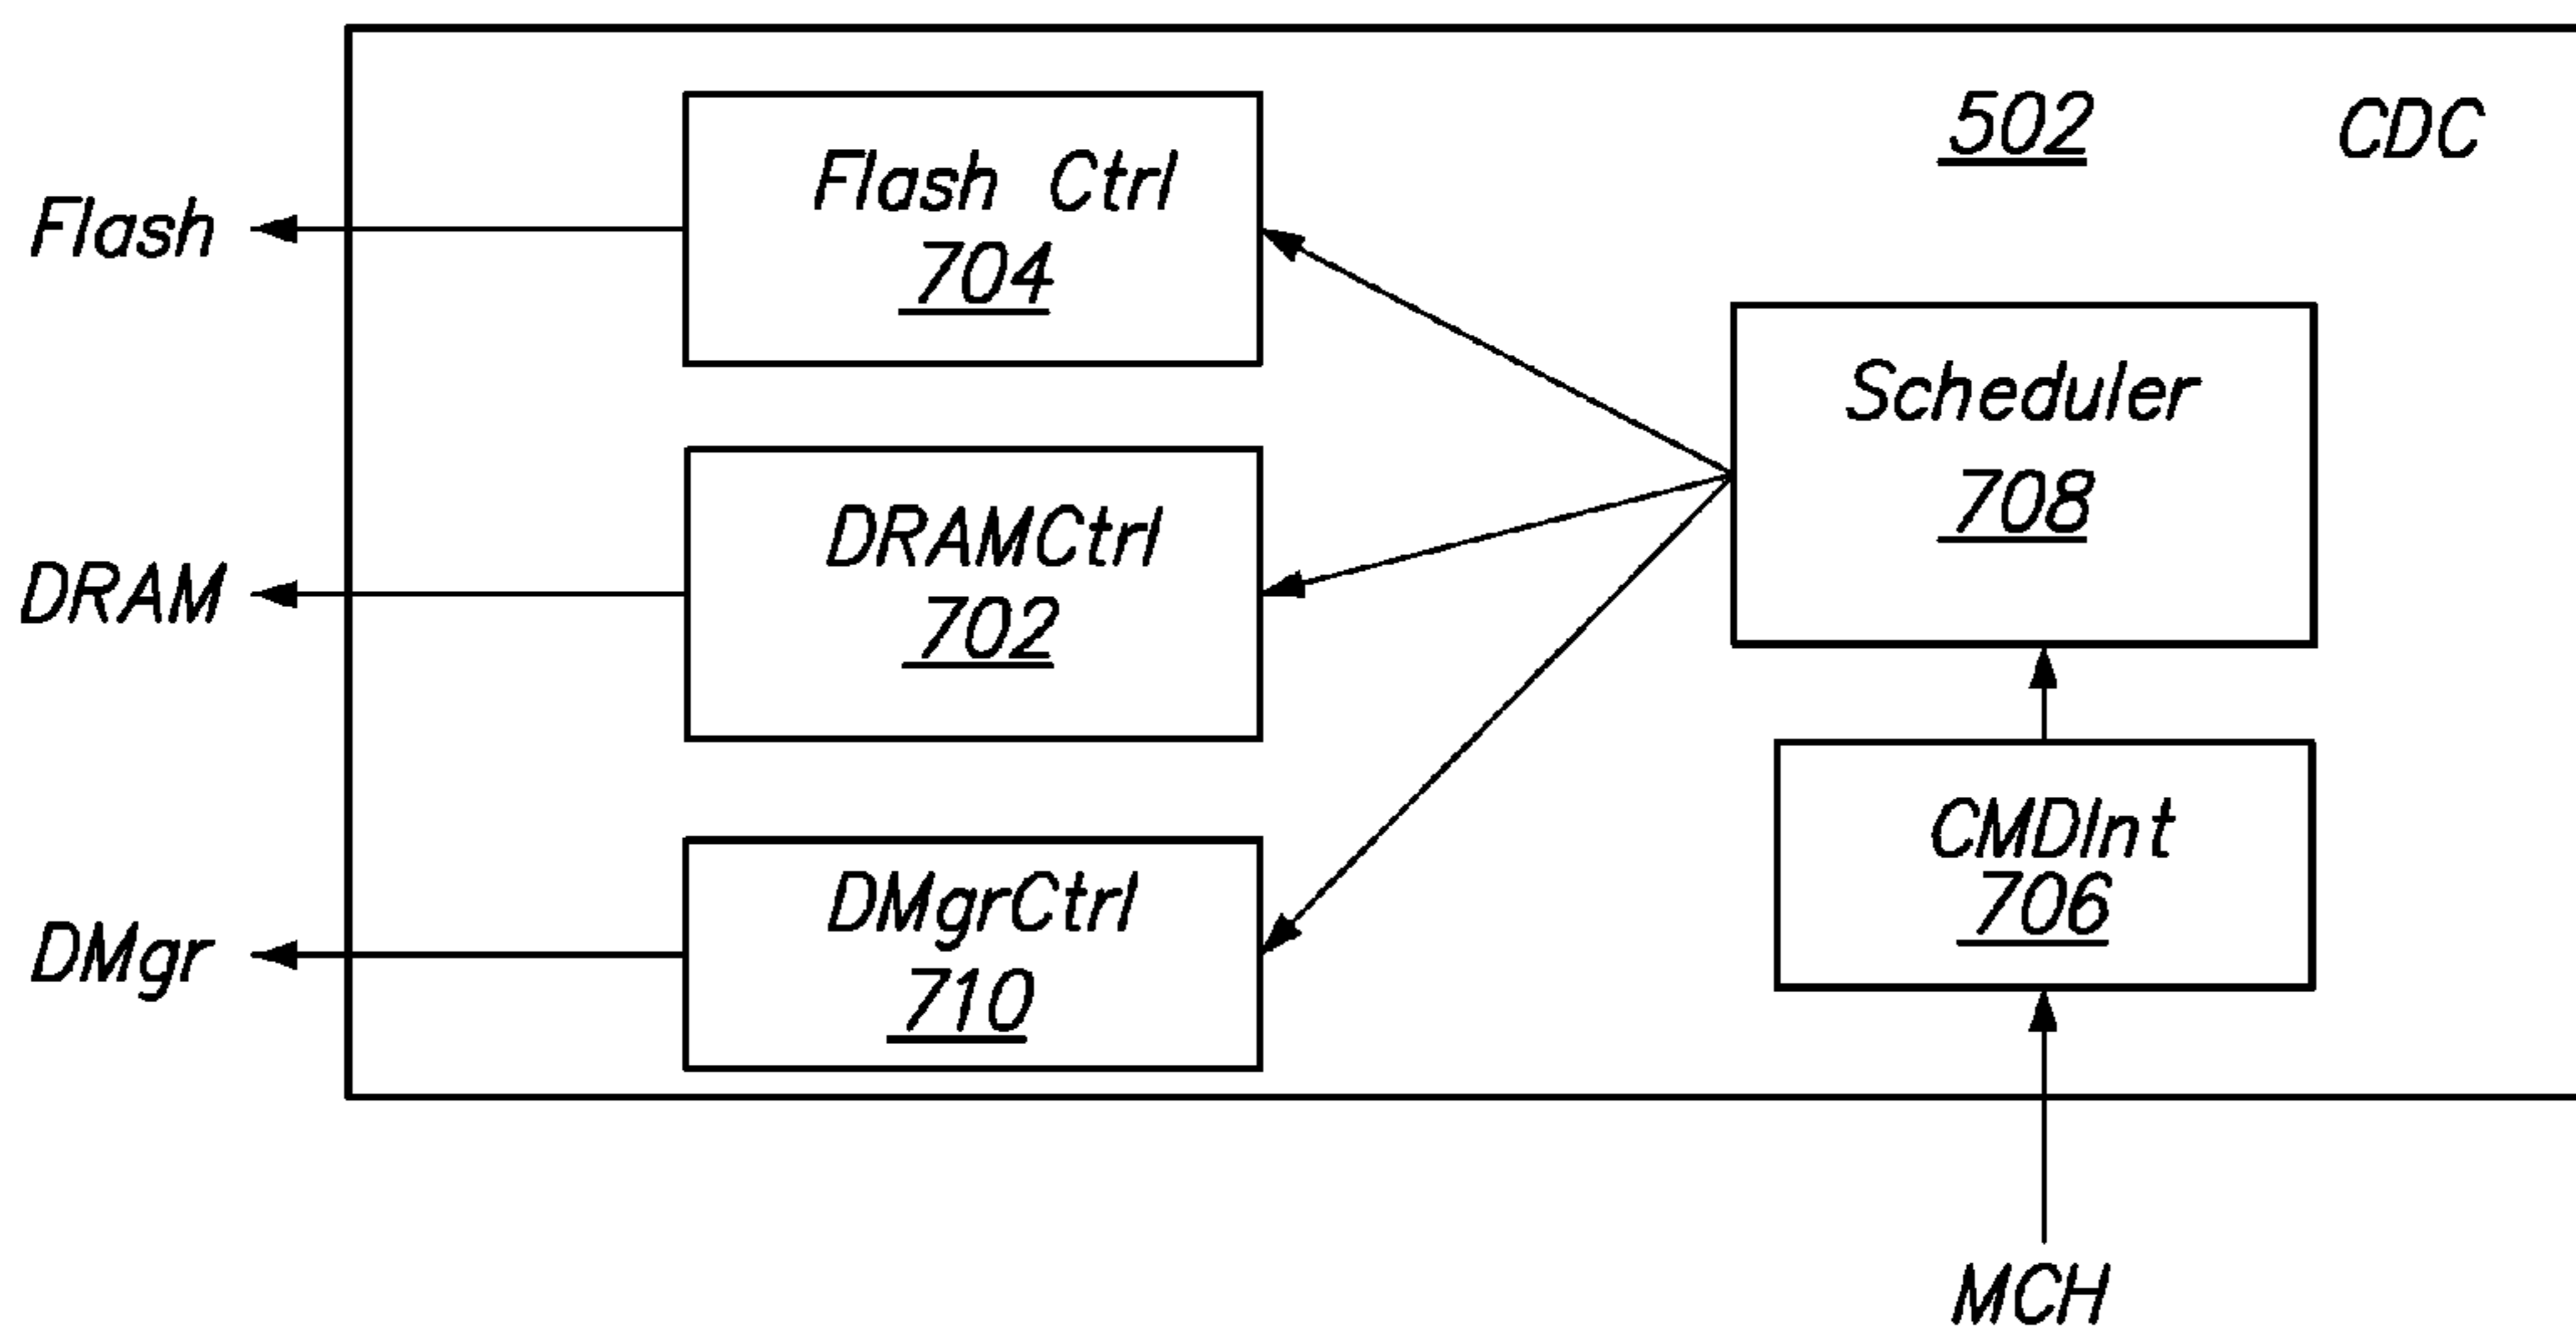 502 CDC
Flash Ctrl
704
Flash
Scheduler
708
DRAMCtrl
702
DRAM
CMDInt
706
DMgrCtrl
710
DMgr
MCH